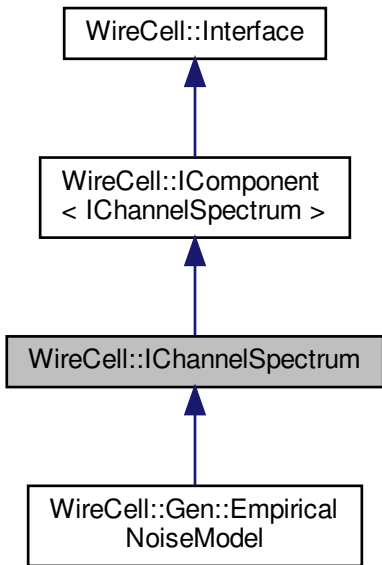 WireCell::Interface
WireCell::IComponent
< IChannelSpectrum >
WireCell::IChannelSpectrum
WireCell::Gen::Empirical
NoiseModel